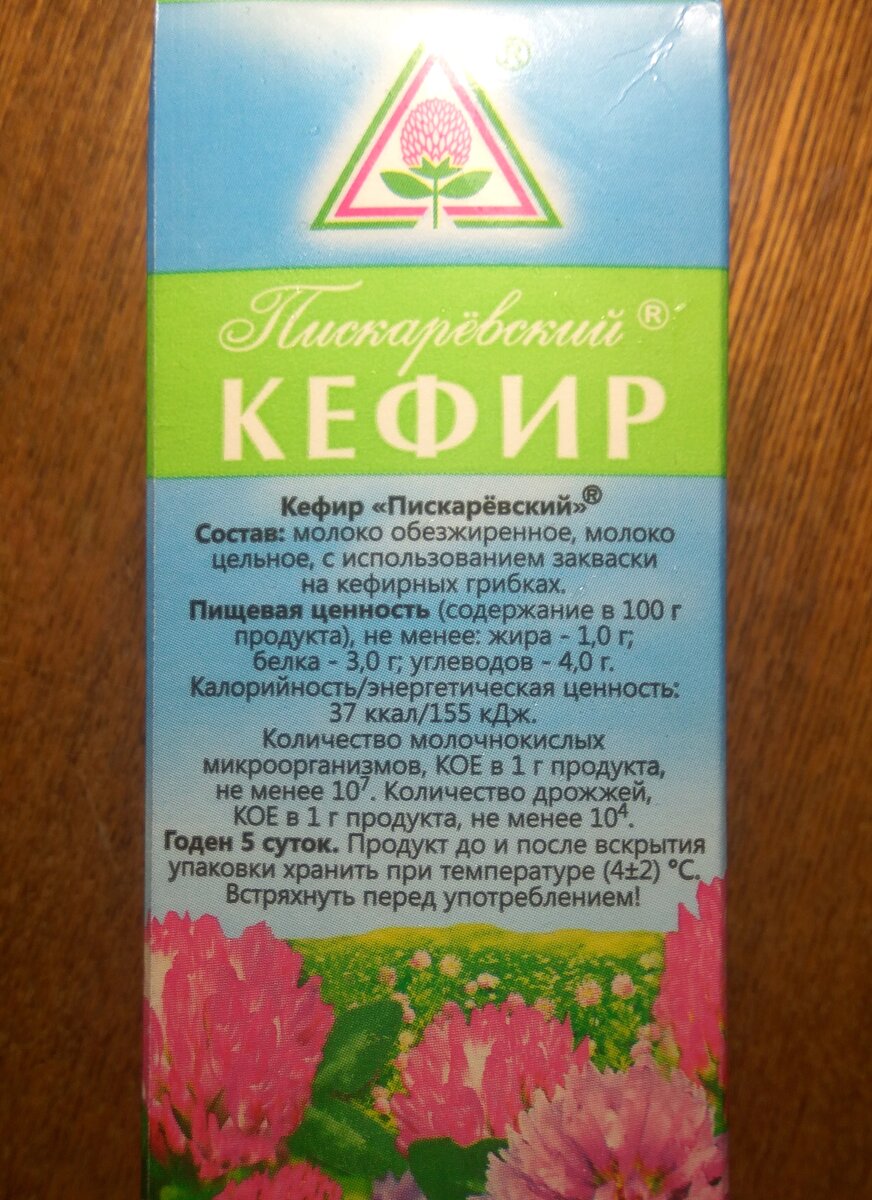 ®
Пискарёвский ®
КЕФИР
Кефир «Пискарёвский»®
Состав: молоко обезжиренное, молоко
цельное, с использованием закваски
на кефирных грибках.
Пищевая ценность (содержание в 100 г
продукта), не менее: жира - 1,0 г;
белка - 3,0 г; углеводов - 4,0 г.
Калорийность/энергетическая ценность:
37 ккал/155 кДж.
Количество молочнокислых
микроорганизмов, КОЕ в 1 г продукта,
не менее 10⁷. Количество дрожжей,
КОЕ в 1 г продукта, не менее 10⁴.
Годен 5 суток. Продукт до и после вскрытия
упаковки хранить при температуре (4±2) °С.
Встряхнуть перед употреблением!